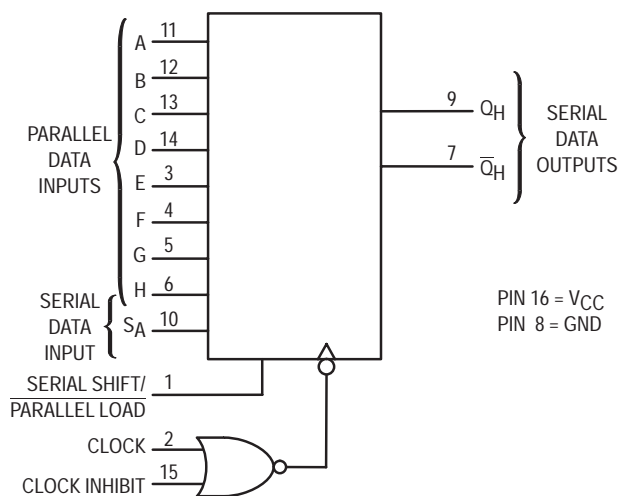 A 11
B 12
C 13
D 14
E 3
F 4
G 5
H 6
PARALLEL
DATA
INPUTS
SERIAL
DATA
INPUT
SA 10
SERIAL SHIFT/
PARALLEL LOAD
1
CLOCK 2
CLOCK INHIBIT 15
9 QH
7 Q̅H
SERIAL
DATA
OUTPUTS
PIN 16 = VCC
PIN 8 = GND